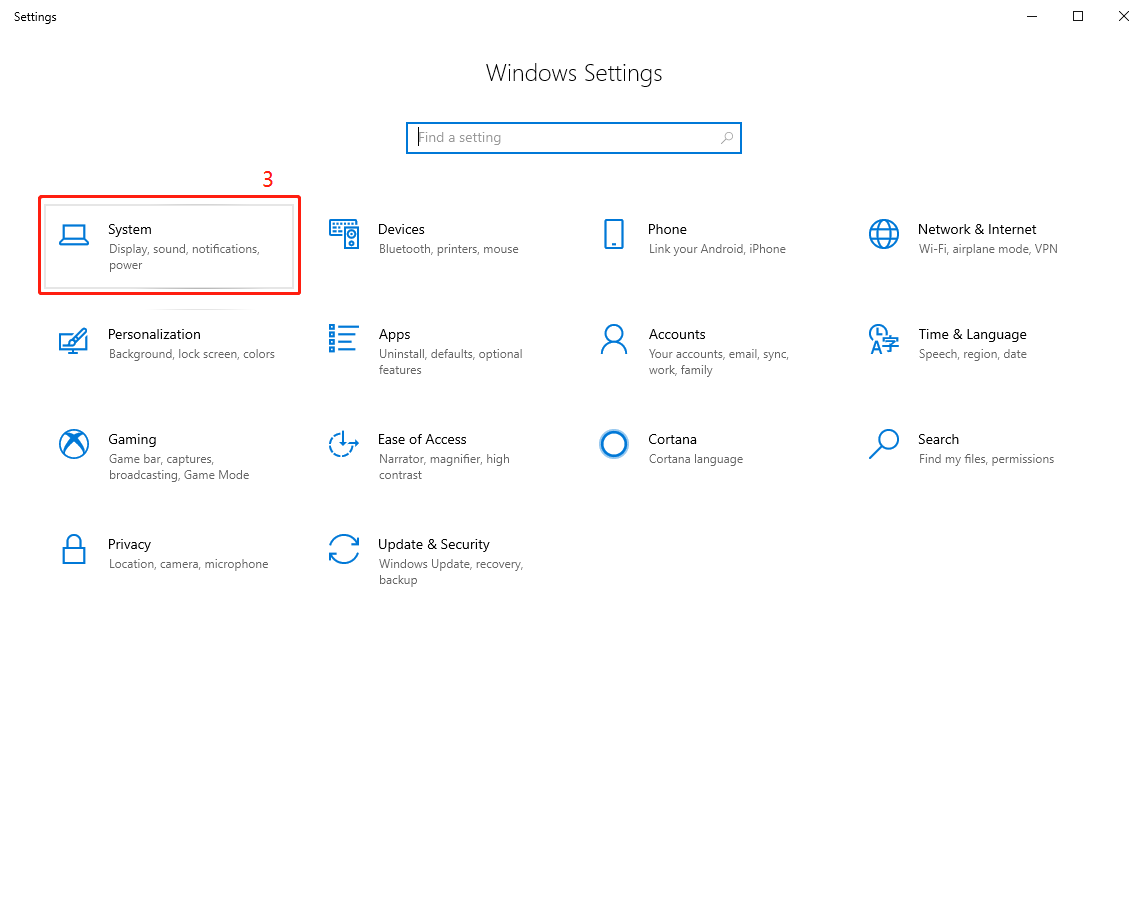 Settings
Windows Settings
Find a setting
3
System
Display, sound, notifications,
power
Devices
Bluetooth, printers, mouse
Phone
Link your Android, iPhone
Network & Internet
Wi-Fi, airplane mode, VPN
Personalization
Background, lock screen, colors
Apps
Uninstall, defaults, optional
features
Accounts
Your accounts, email, sync,
work, family
Time & Language
Speech, region, date
Gaming
Game bar, captures,
broadcasting, Game Mode
Ease of Access
Narrator, magnifier, high
contrast
Cortana
Cortana language
Search
Find my files, permissions
Privacy
Location, camera, microphone
Update & Security
Windows Update, recovery,
backup